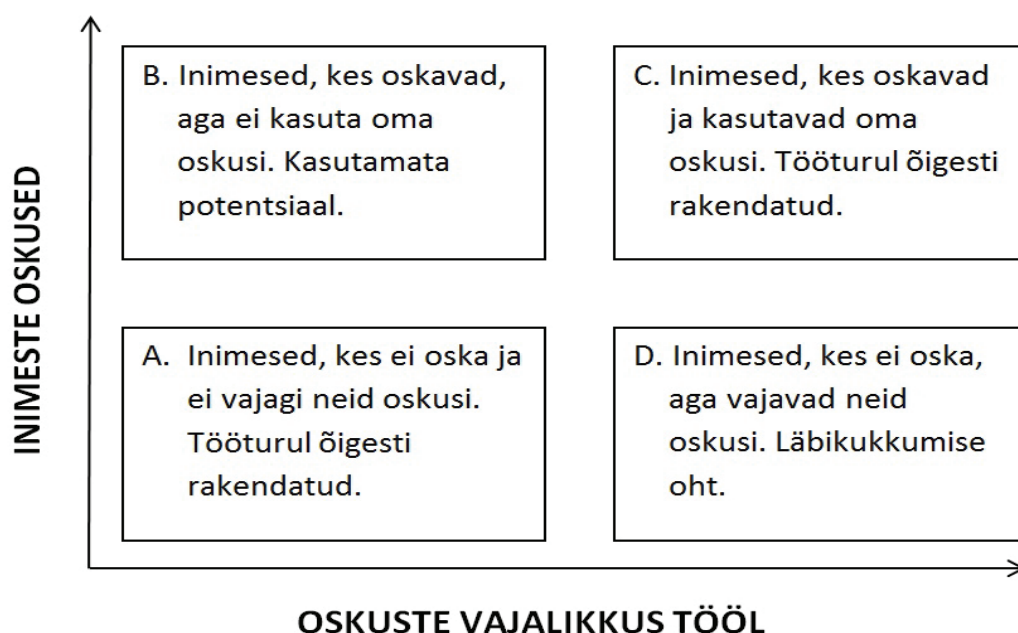 INIMESTE OSKUSED
B. Inimesed, kes oskavad,
aga ei kasuta oma
oskusi. Kasutamata
potentsiaal.
C. Inimesed, kes oskavad
ja kasutavad oma
oskusi. Tööturul õigesti
rakendatud.
A. Inimesed, kes ei oska ja
ei vajagi neid oskusi.
Tööturul õigesti
rakendatud.
D. Inimesed, kes ei oska,
aga vajavad neid
oskusi. Läbikukkumise
oht.
OSKUSTE VAJALIKKUS TÖÖL